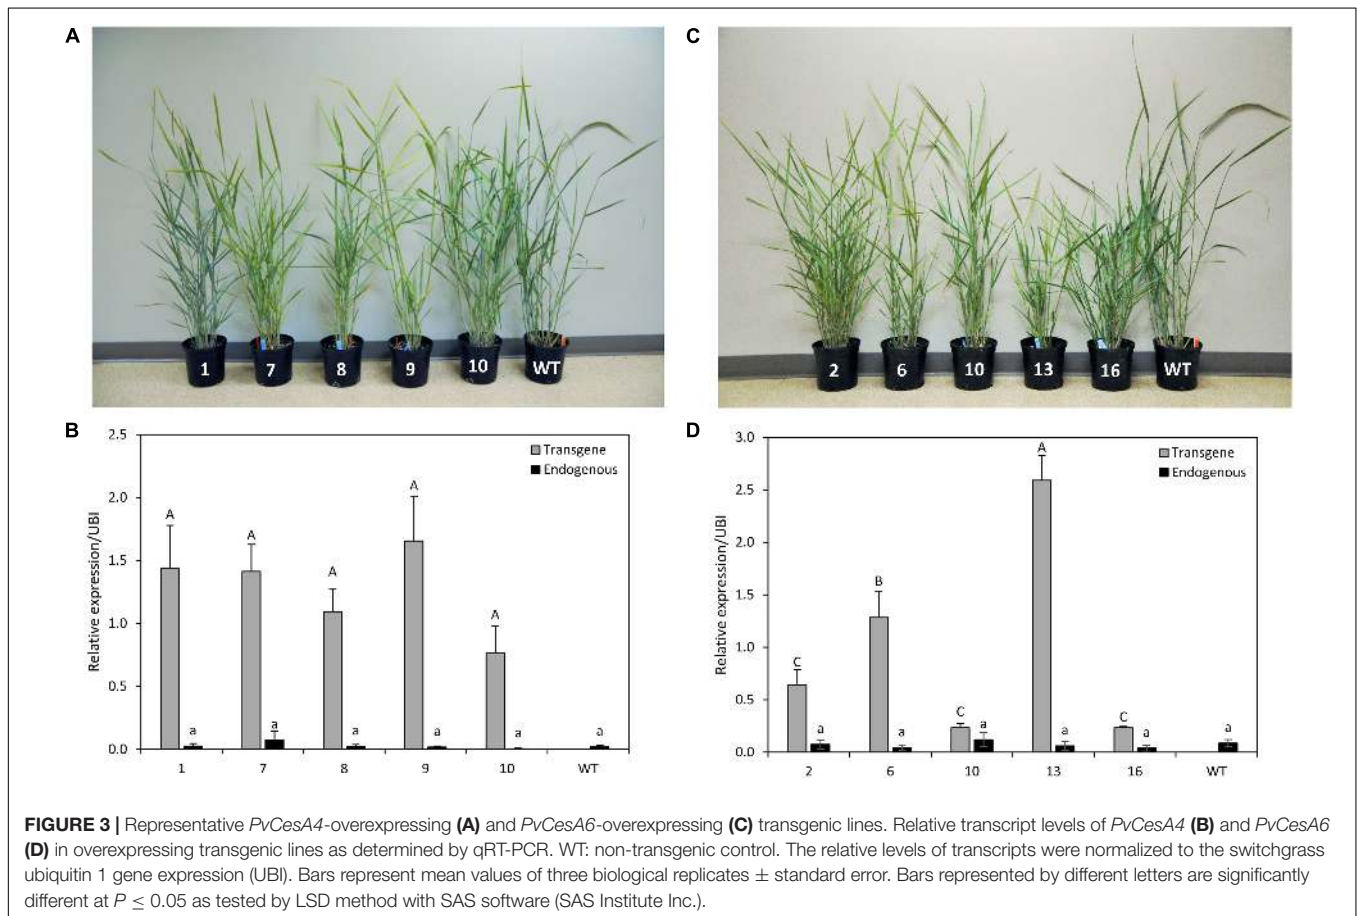 A
C
1
7
8
9
10
WT
2
6
10
13
16
WT
B
2.5
2.0
1.5
1.0
0.5
0.0
Relative expression/UBI
Transgene
Endogenous
A
A
A
A
A
a
a
a
a
a
a
1
7
8
9
10
WT
D
3.0
2.5
2.0
1.5
1.0
0.5
0.0
Relative expression/UBI
Transgene
Endogenous
C
B
C
A
C
a
a
a
a
a
a
2
6
10
13
16
WT
FIGURE 3 | Representative PvCesA4-overexpressing (A) and PvCesA6-overexpressing (C) transgenic lines. Relative transcript levels of PvCesA4 (B) and PvCesA6
(D) in overexpressing transgenic lines as determined by qRT-PCR. WT: non-transgenic control. The relative levels of transcripts were normalized to the switchgrass
ubiquitin 1 gene expression (UBI). Bars represent mean values of three biological replicates ± standard error. Bars represented by different letters are significantly
different at P ≤ 0.05 as tested by LSD method with SAS software (SAS Institute Inc.).